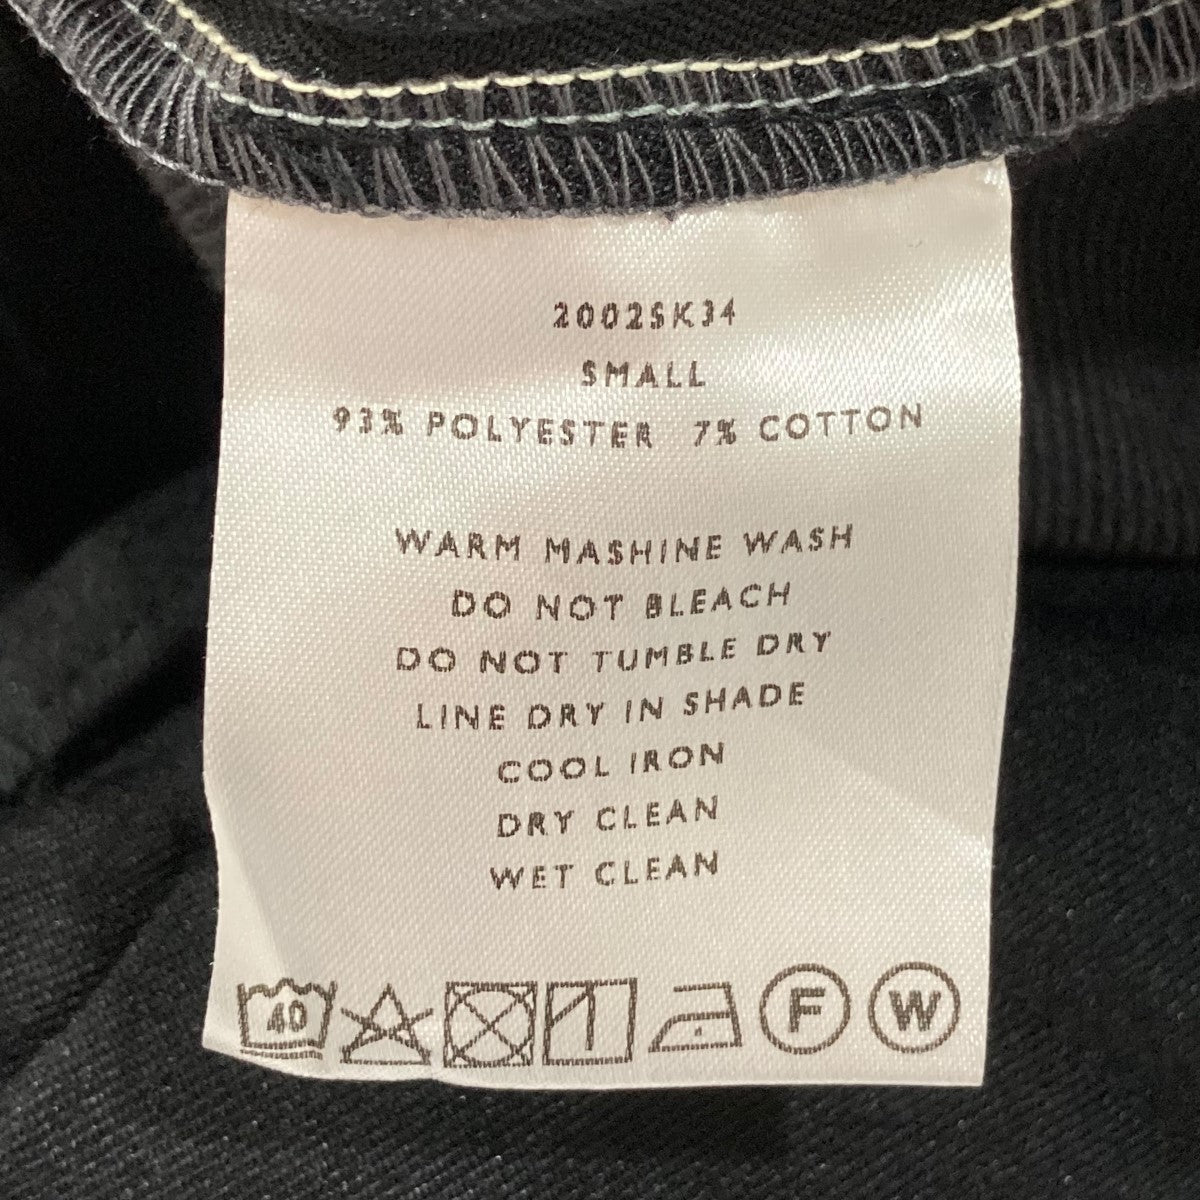 2002SK34
SMALL
93% POLYESTER 7% COTTON
WARM MASHINE WASH
DO NOT BLEACH
DO NOT TUMBLE DRY
LINE DRY IN SHADE
COOL IRON
DRY CLEAN
WET CLEAN
40 F W